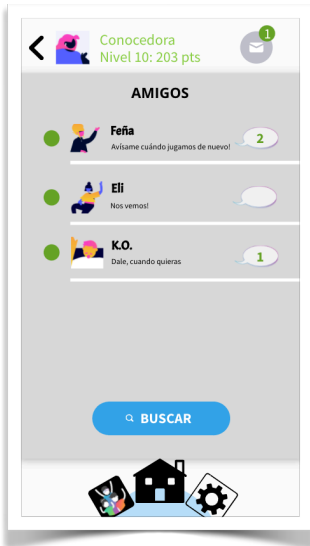 Conocedora
Nivel 10: 203 pts
1
AMIGOS
Feña
2
Avísame cuándo jugamos de nuevo!
Eli
Nos vemos!
K.O.
1
Dale, cuando quieras
BUSCAR